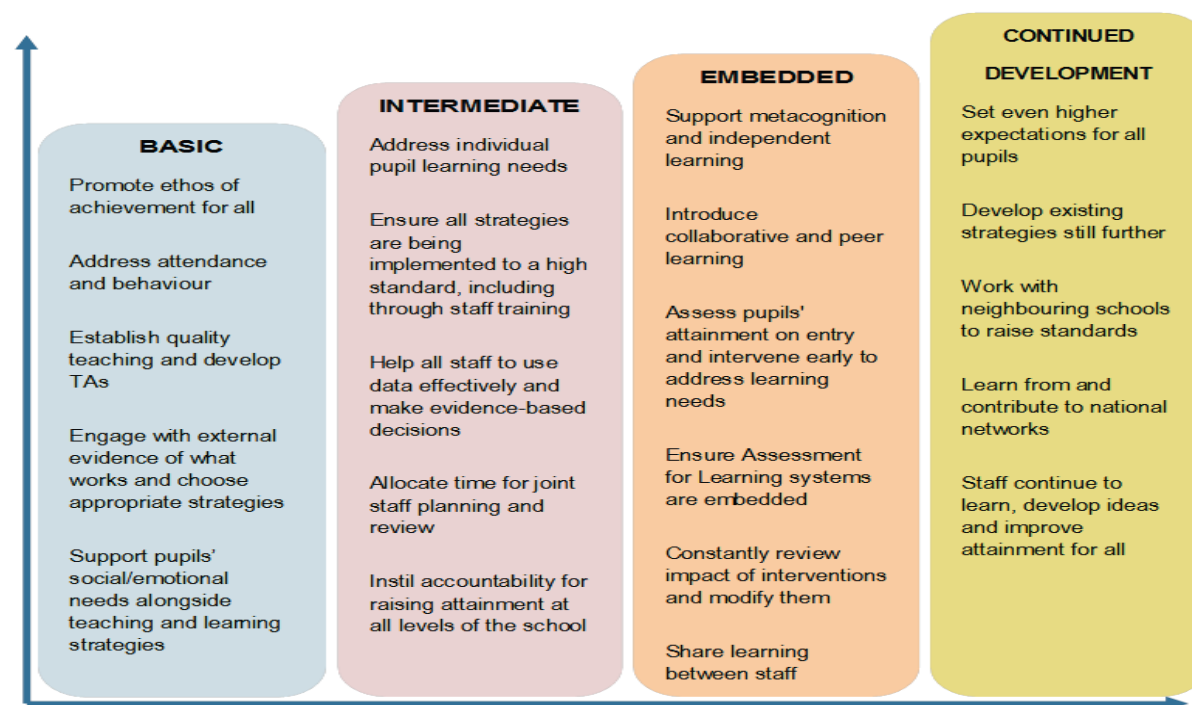 BASIC
Promote ethos of
achievement for all
Address attendance
and behaviour
Establish quality
teaching and develop
TAs
Engage with external
evidence of what
works and choose
appropriate strategies
Support pupils’
social/emotional
needs alongside
teaching and learning
strategies
INTERMEDIATE
Address individual
pupil learning needs
Ensure all strategies
are being
implemented to a high
standard, including
through staff training
Help all staff to use
data effectively and
make evidence-based
decisions
Allocate time for joint
staff planning and
review
Instil accountability for
raising attainment at
all levels of the school
EMBEDDED
Support metacognition
and independent
learning
Introduce
collaborative and peer
learning
Assess pupils'
attainment on entry
and intervene early to
address learning
needs
Ensure Assessment
for Learning systems
are embedded
Constantly review
impact of interventions
and modify them
Share learning
between staff
CONTINUED
DEVELOPMENT
Set even higher
expectations for all
pupils
Develop existing
strategies still further
Work with
neighbouring schools
to raise standards
Learn from and
contribute to national
networks
Staff continue to
learn, develop ideas
and improve
attainment for all